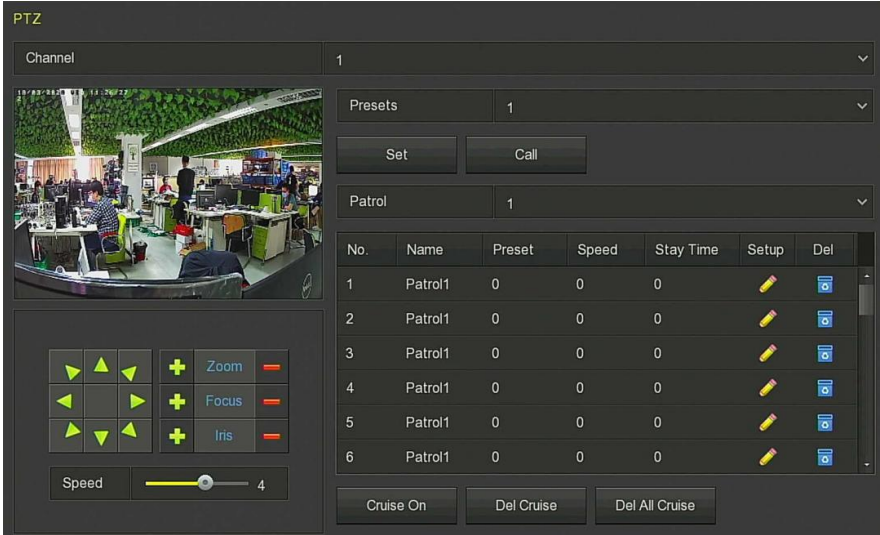 PTZ
Channel 1
Presets 1
Set Call
Patrol 1
No. Name Preset Speed Stay Time Setup Del
1 Patrol1 0 0 0
2 Patrol1 0 0 0
3 Patrol1 0 0 0
4 Patrol1 0 0 0
5 Patrol1 0 0 0
6 Patrol1 0 0 0
Zoom
Focus
Iris
Speed 4
Cruise On Del Cruise Del All Cruise